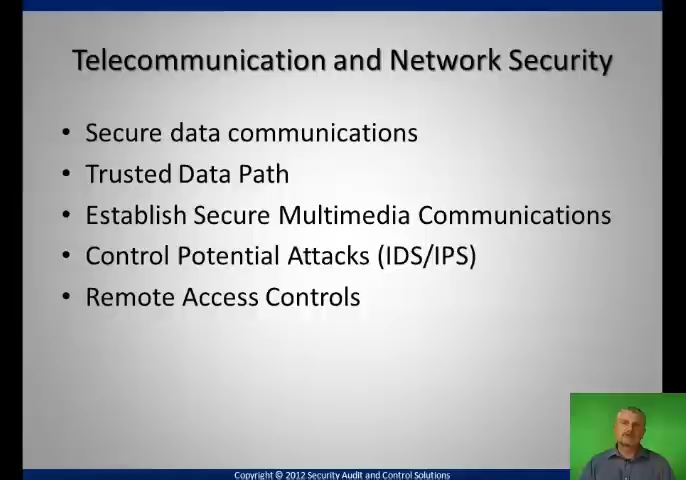 Telecommunication and Network Security
• Secure data communications
• Trusted Data Path
• Establish Secure Multimedia Communications
• Control Potential Attacks (IDS/IPS)
• Remote Access Controls
Copyright © 2012 Security Audit and Control Solutions